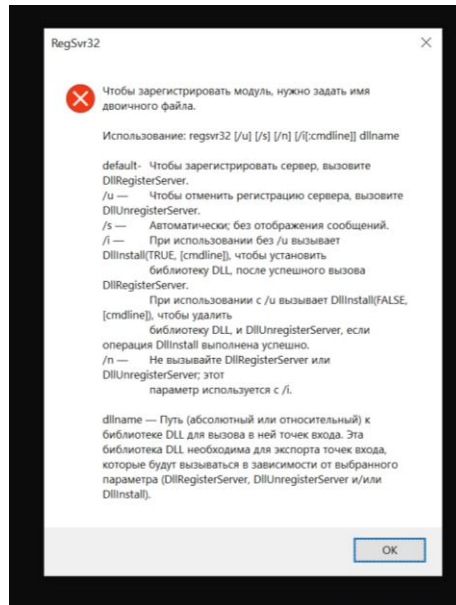 RegSvr32
Чтобы зарегистрировать модуль, нужно задать имя
двоичного файла.
Использование: regsvr32 [/u] [/s] [/n] [/i[:cmdline]] dllname
default- Чтобы зарегистрировать сервер, вызовите
DllRegisterServer.
/u — Чтобы отменить регистрацию сервера, вызовите
DllUnregisterServer.
/s — Автоматически; без отображения сообщений.
/i — При использовании без /u вызывает
DllInstall(TRUE, [cmdline]), чтобы установить
библиотеку DLL, после успешного вызова
DllRegisterServer.
При использовании с /u вызывает DllInstall(FALSE,
[cmdline]), чтобы удалить
библиотеку DLL, и DllUnregisterServer, если
операция DllInstall выполнена успешно.
/n — Не вызывайте DllRegisterServer или
DllUnregisterServer; этот
параметр используется с /i.
dllname — Путь (абсолютный или относительный) к
библиотеке DLL для вызова в ней точек входа. Эта
библиотека DLL необходима для экспорта точек входа,
которые будут вызываться в зависимости от выбранного
параметра (DllRegisterServer, DllUnregisterServer и/или
DllInstall).
OK